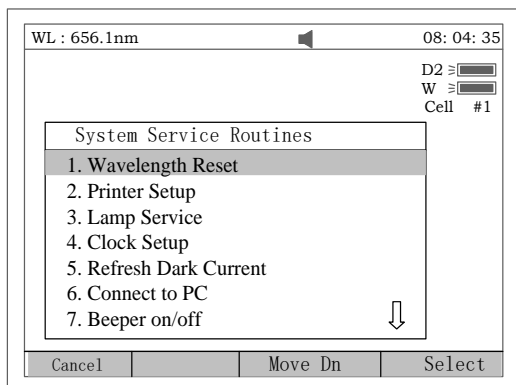 WL : 656.1nm 08: 04: 35
D2
W
Cell #1
System Service Routines
1. Wavelength Reset
2. Printer Setup
3. Lamp Service
4. Clock Setup
5. Refresh Dark Current
6. Connect to PC
7. Beeper on/off
Cancel Move Dn Select